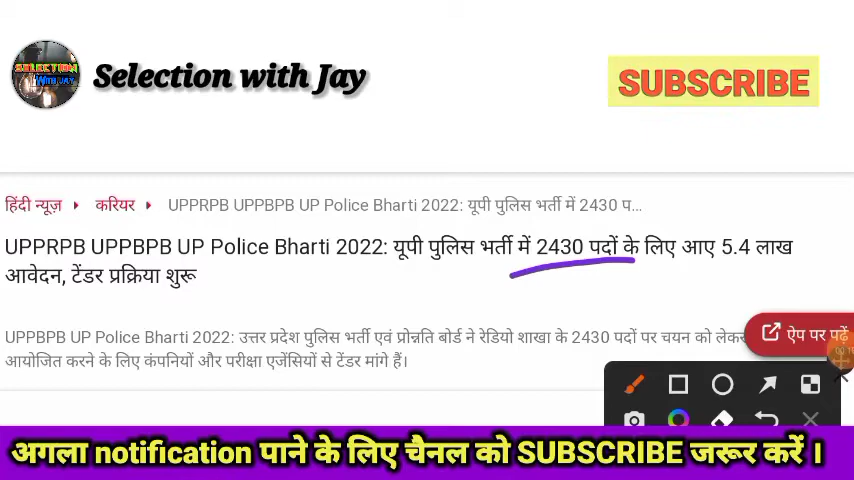 SELECTION
WITH JAY
Selection with Jay
SUBSCRIBE
हिंदी न्यूज़ करियर UPPRPB UPPBPB UP Police Bharti 2022: यूपी पुलिस भर्ती में 2430 प...
UPPRPB UPPBPB UP Police Bharti 2022: यूपी पुलिस भर्ती में 2430 पदों के लिए आए 5.4 लाख
आवेदन, टेंडर प्रक्रिया शुरू
UPPBPB UP Police Bharti 2022: उत्तर प्रदेश पुलिस भर्ती एवं प्रोन्नति बोर्ड ने रेडियो शाखा के 2430 पदों पर चयन को लेकर
ऐप पर पढ़ें
आयोजित करने के लिए कंपनियों और परीक्षा एजेंसियों से टेंडर मांगे हैं।
अगला notification पाने के लिए चैनल को SUBSCRIBE जरूर करें ।